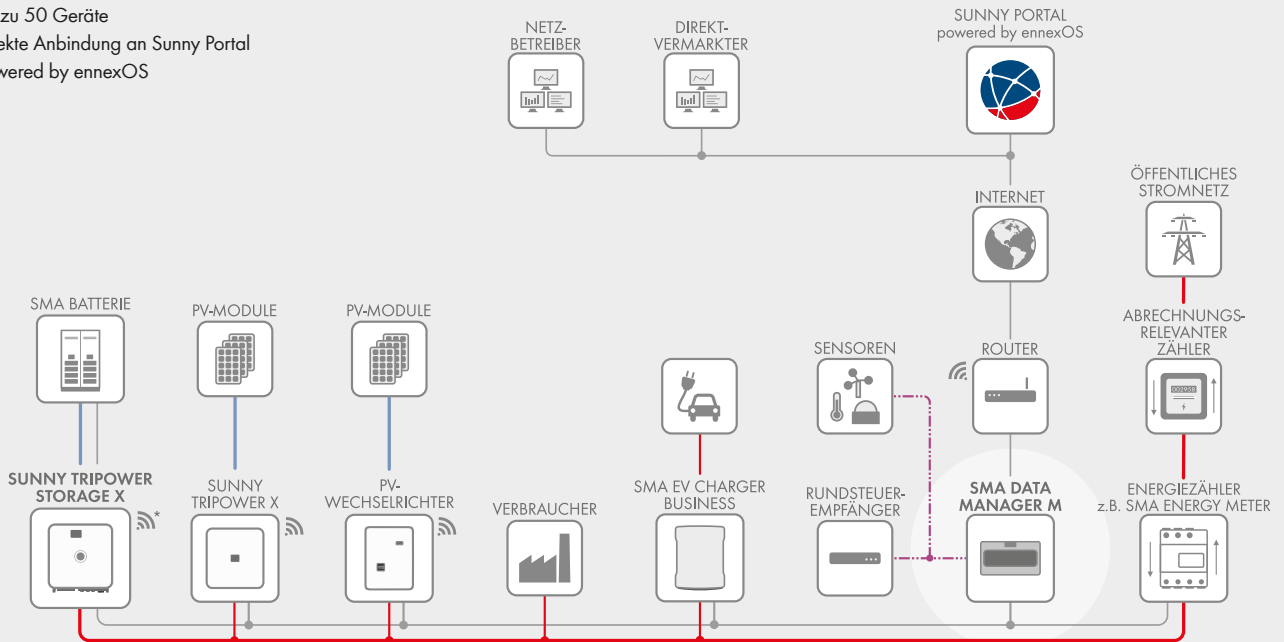 zu 50 Geräte
ekte Anbindung an Sunny Portal
wered by ennexOS
NETZ-
BETREIBER
DIREKT-
VERMARKTER
SUNNY PORTAL
powered by ennexOS
INTERNET
ÖFFENTLICHES
STROMNETZ
SMA BATTERIE
PV-MODULE
PV-MODULE
SENSOREN
ROUTER
ABRECHNUNGS-
RELEVANTER
ZÄHLER
SUNNY TRIPOWER
STORAGE X
*
SUNNY
TRIPOWER X
PV-
WECHSELRICHTER
VERBRAUCHER
SMA EV CHARGER
BUSINESS
RUNDSTEUER-
EMPFÄNGER
SMA DATA
MANAGER M
ENERGIEZÄHLER
z.B. SMA ENERGY METER